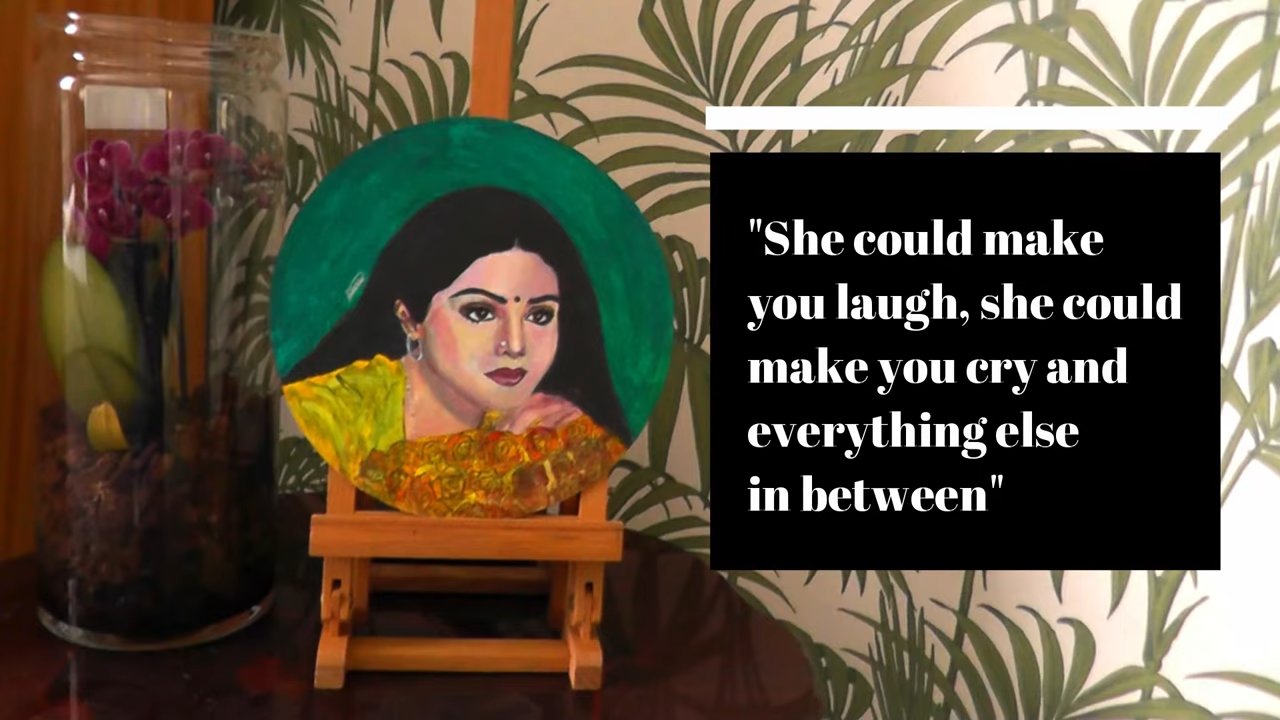 "She could make
you laugh, she could
make you cry and
everything else
in between"